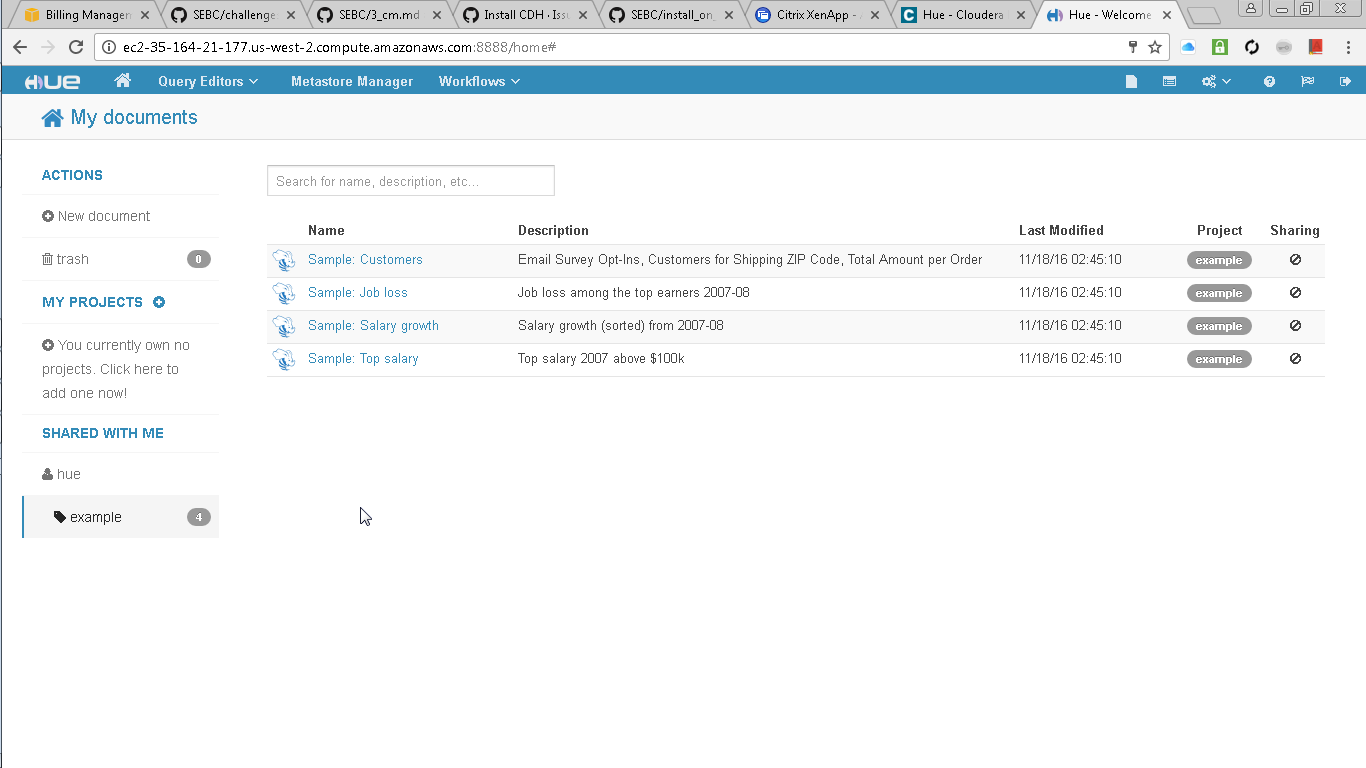 Billing Managem
SEBC/challenge
SEBC/3_cm.md
Install CDH · Issu
SEBC/install_on_
Citrix XenApp - A
Hue - Cloudera
Hue - Welcome
ec2-35-164-21-177.us-west-2.compute.amazonaws.com:8888/home#
HUE Query Editors Metastore Manager Workflows
My documents
ACTIONS
New document
trash 0
MY PROJECTS
You currently own no
projects. Click here to
add one now!
SHARED WITH ME
hue
example 4
Search for name, description, etc...
Name Description Last Modified Project Sharing
Sample: Customers Email Survey Opt-Ins, Customers for Shipping ZIP Code, Total Amount per Order 11/18/16 02:45:10 example
Sample: Job loss Job loss among the top earners 2007-08 11/18/16 02:45:10 example
Sample: Salary growth Salary growth (sorted) from 2007-08 11/18/16 02:45:10 example
Sample: Top salary Top salary 2007 above $100k 11/18/16 02:45:10 example